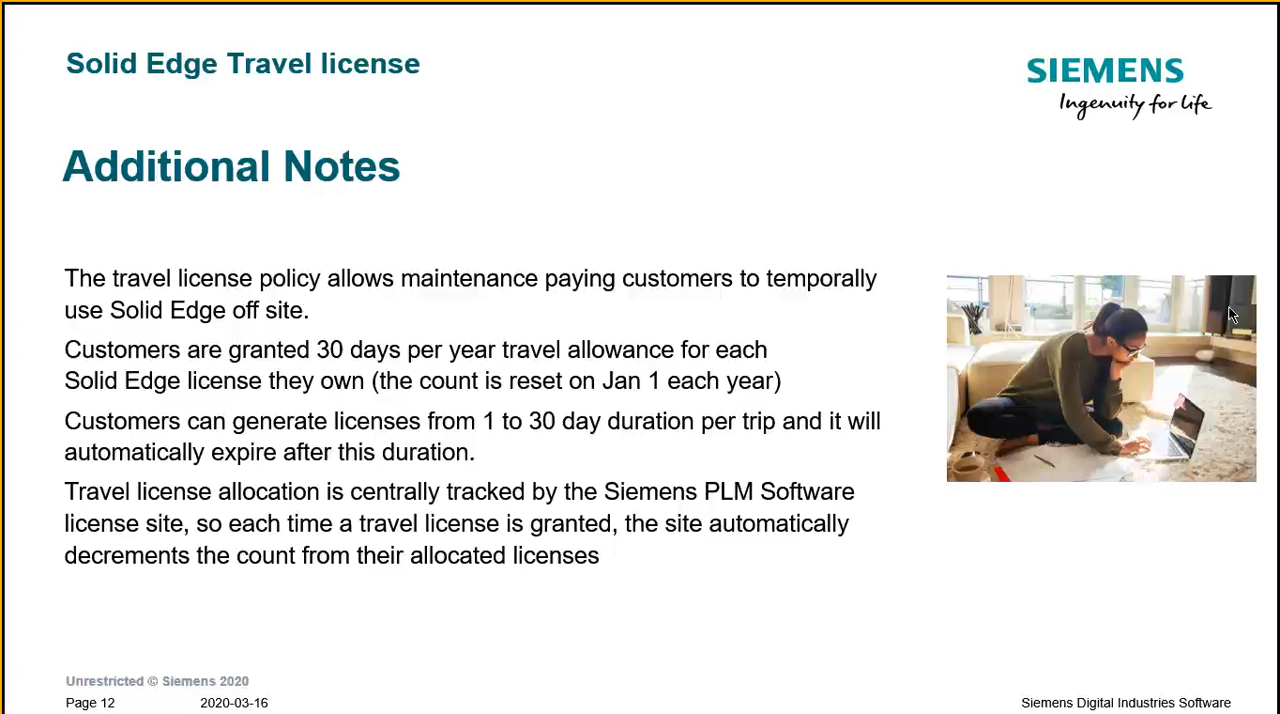 Solid Edge Travel license
SIEMENS
Ingenuity for life
Additional Notes
The travel license policy allows maintenance paying customers to temporally
use Solid Edge off site.
Customers are granted 30 days per year travel allowance for each
Solid Edge license they own (the count is reset on Jan 1 each year)
Customers can generate licenses from 1 to 30 day duration per trip and it will
automatically expire after this duration.
Travel license allocation is centrally tracked by the Siemens PLM Software
license site, so each time a travel license is granted, the site automatically
decrements the count from their allocated licenses
Unrestricted © Siemens 2020
Page 12 2020-03-16 Siemens Digital Industries Software